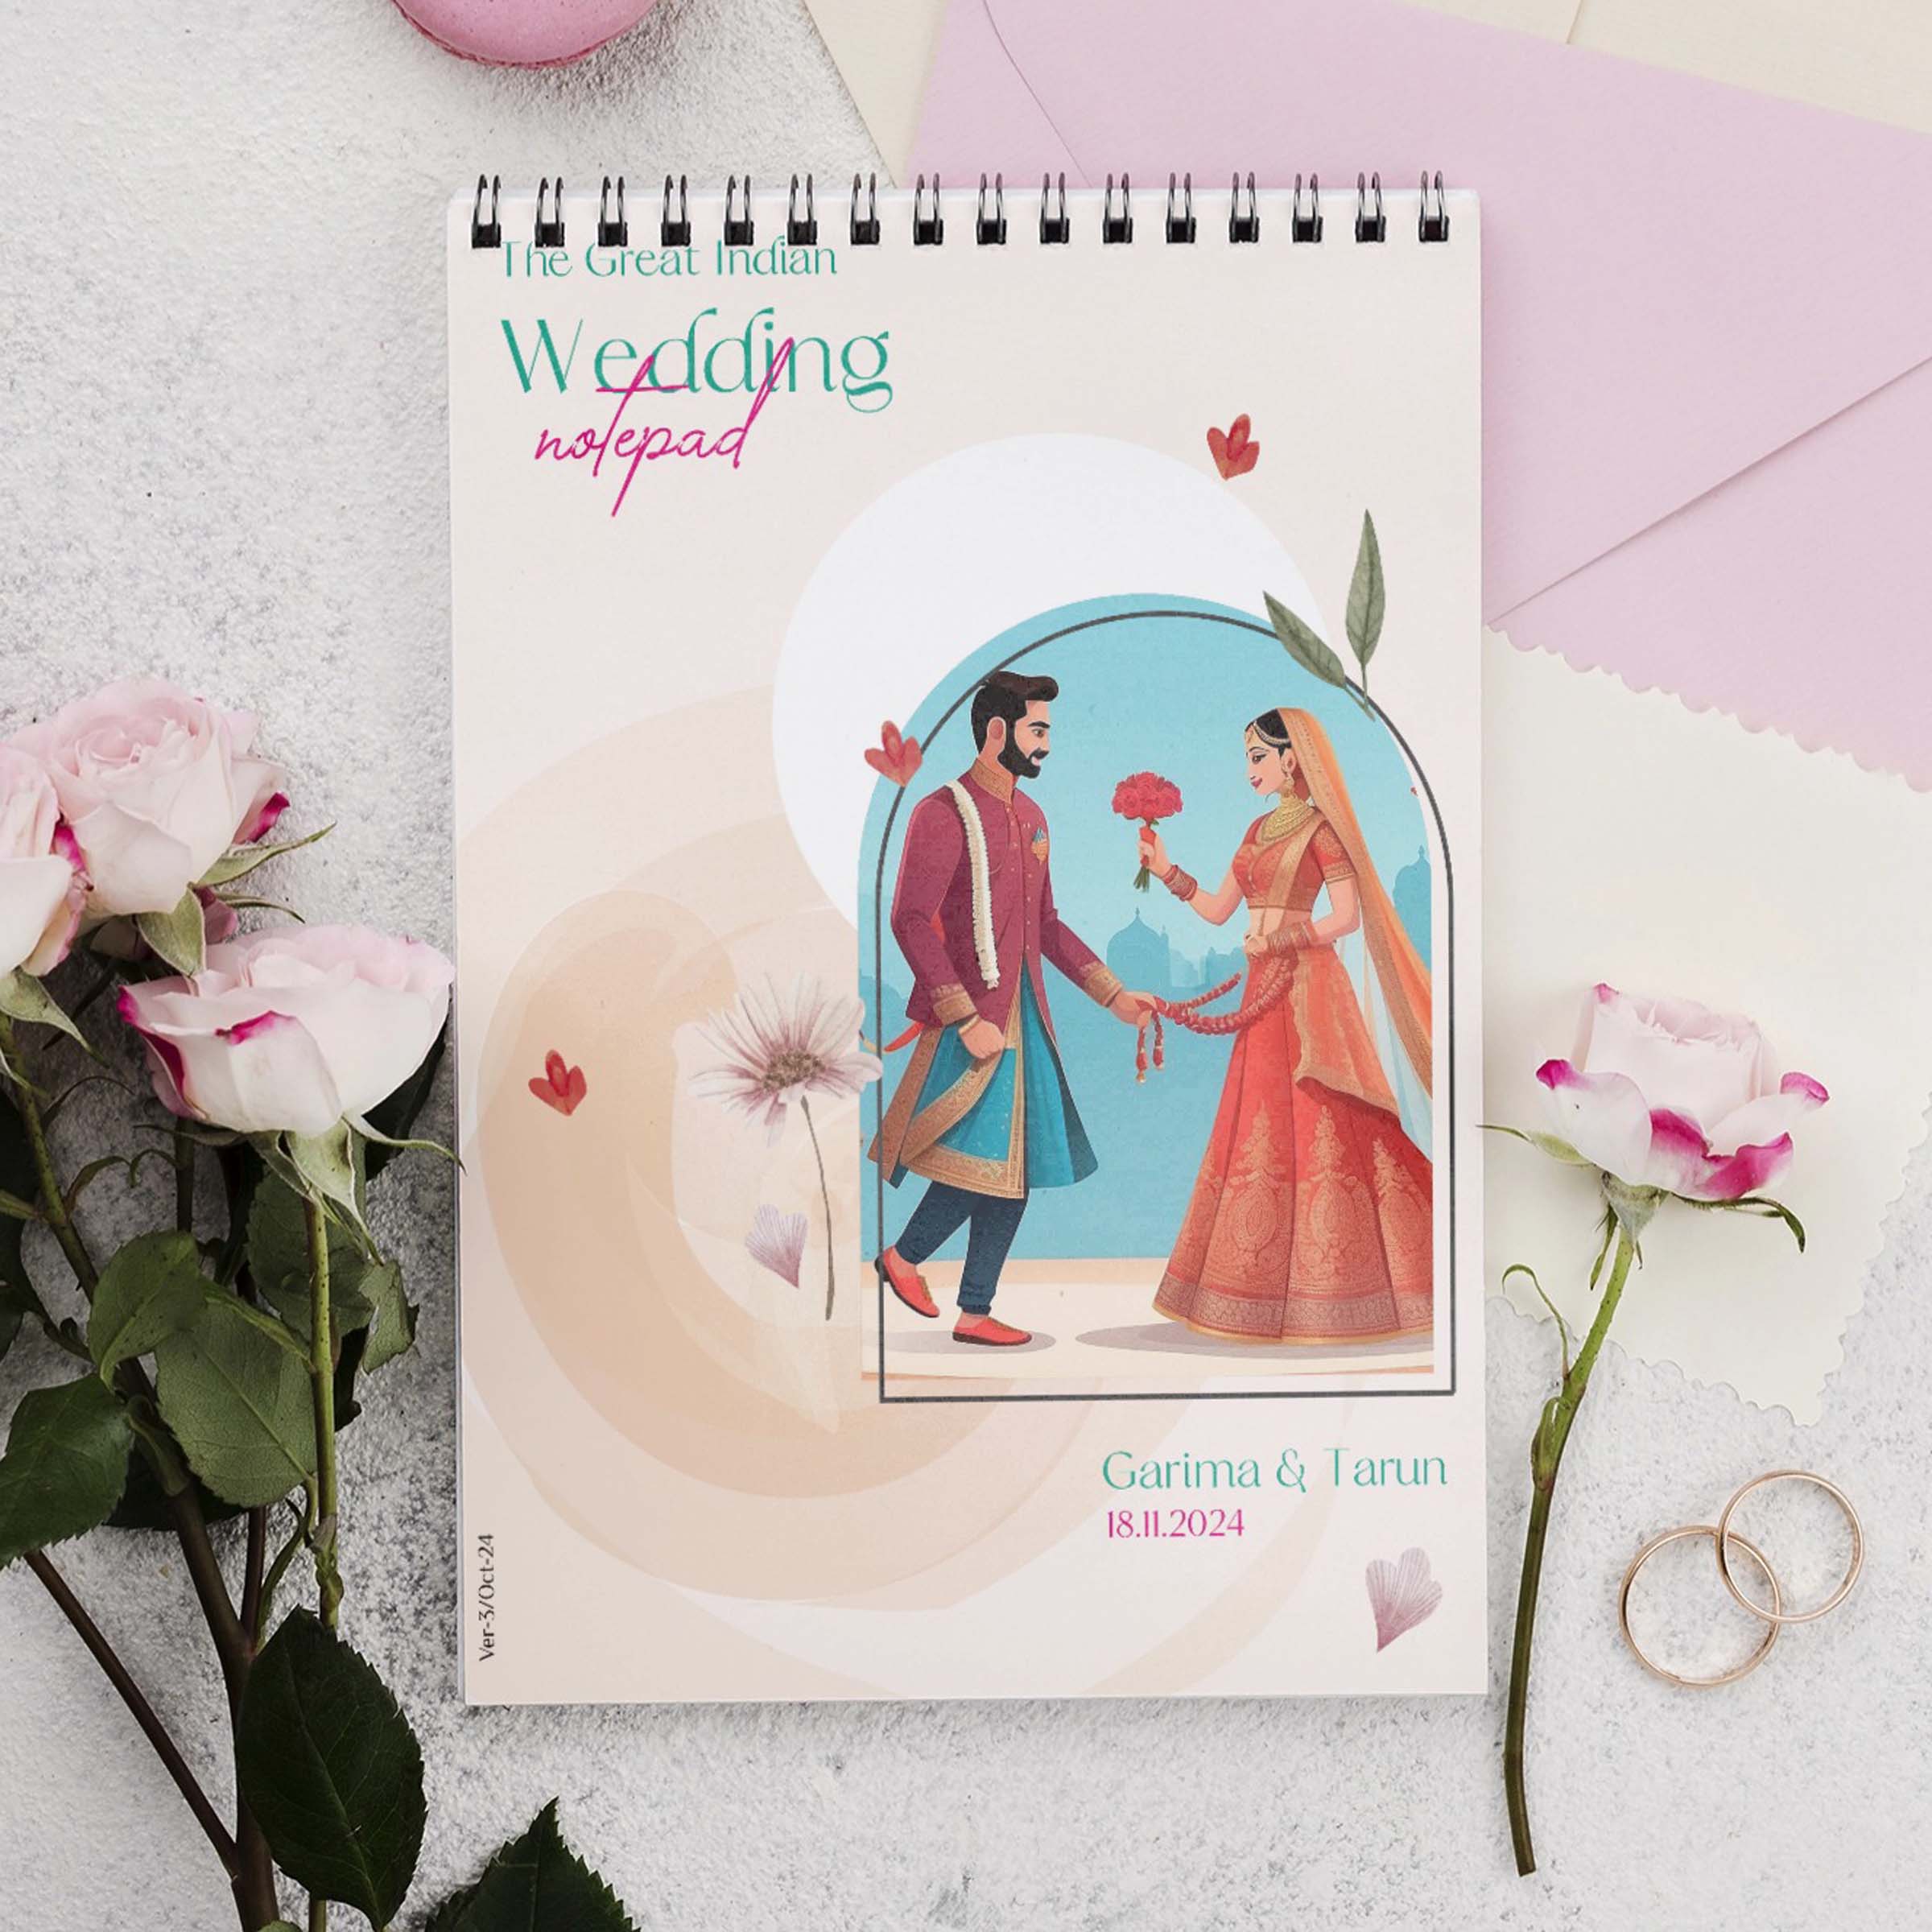 The Great Indian
Wedding
notepad
Garima & Tarun
18.11.2024
Ver-3/Oct-24